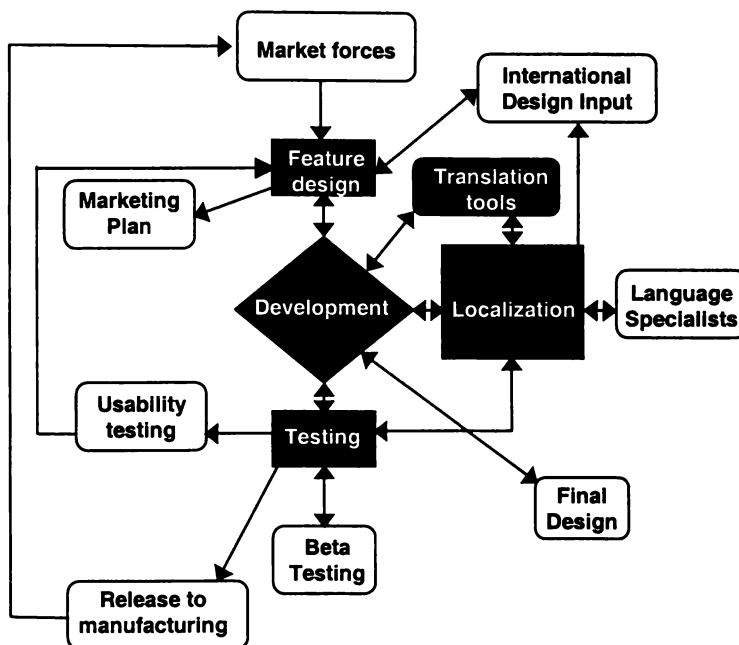 Market forces
International
Design Input
Feature
design
Translation
tools
Marketing
Plan
Development
Localization
Language
Specialists
Usability
testing
Testing
Final
Design
Beta
Testing
Release to
manufacturing